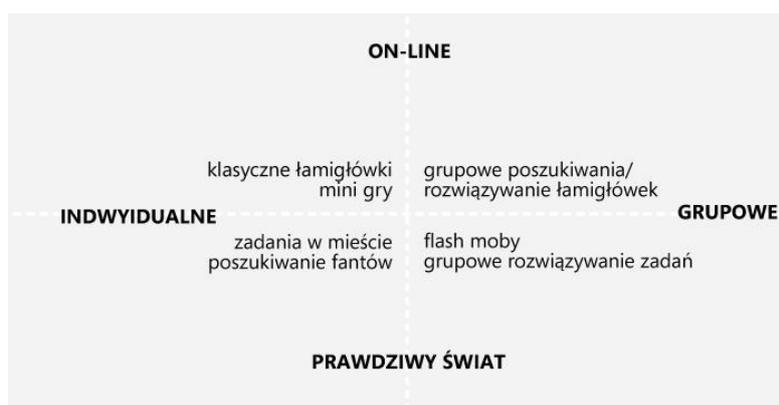 ON-LINE
klasyczne łamigłówki
mini gry
grupowe poszukiwania/
rozwiązywanie łamigłówek
INDWYIDUALNE
GRUPOWE
zadania w mieście
poszukiwanie fantów
flash moby
grupowe rozwiązywanie zadań
PRAWDZIWY ŚWIAT